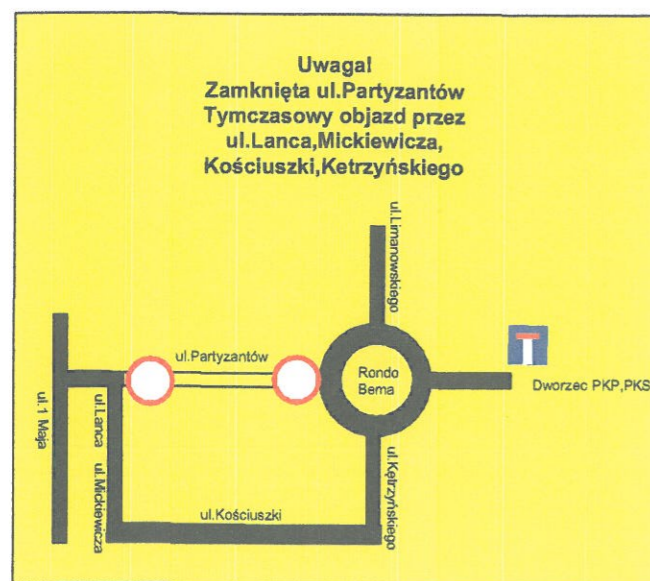 Uwaga!
Zamknięta ul.Partyzantów
Tymczasowy objazd przez
ul.Lanca,Mickiewicza,
Kościuszki,Ketrzyńskiego
ul.Limanowskiego
ul.Partyzantów
Rondo
Bema
Dworzec PKP,PKS
ul.1 Maja
ul.Lanca
ul.Mickiewicza
ul.Kościuszki
ul.Kętrzyńskiego